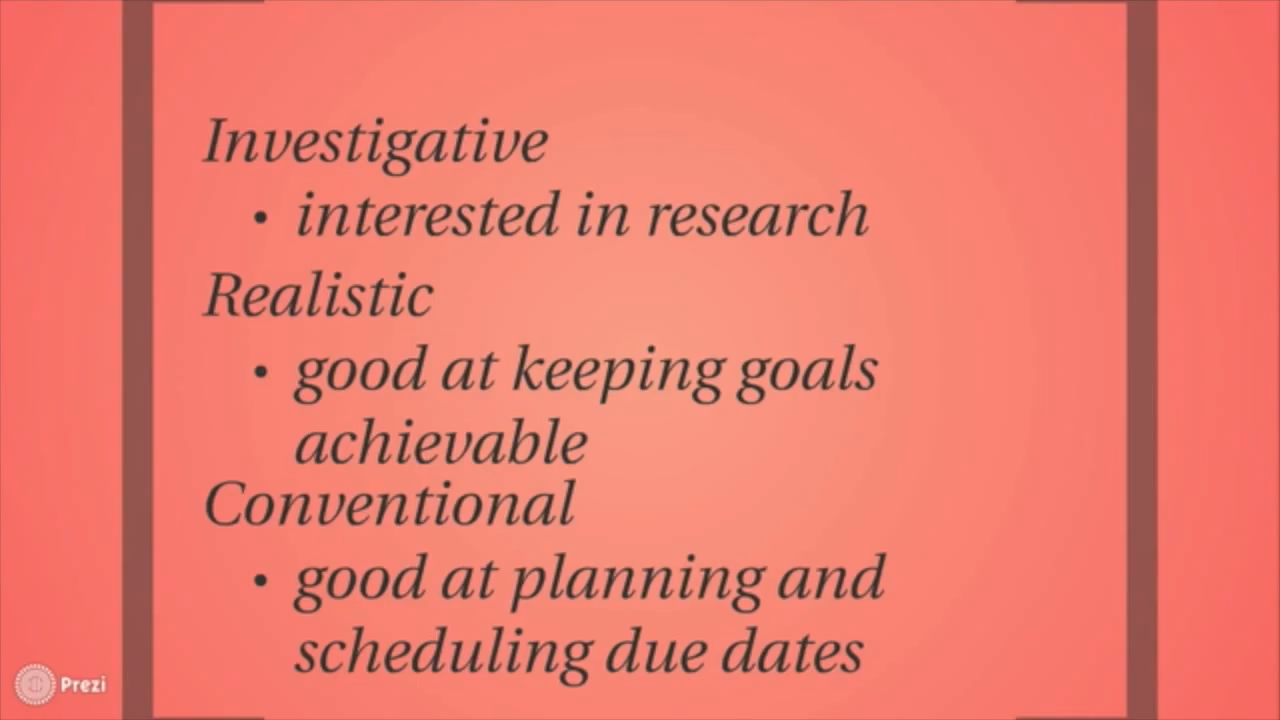 Investigative
• interested in research
Realistic
• good at keeping goals
achievable
Conventional
• good at planning and
scheduling due dates
Prezi